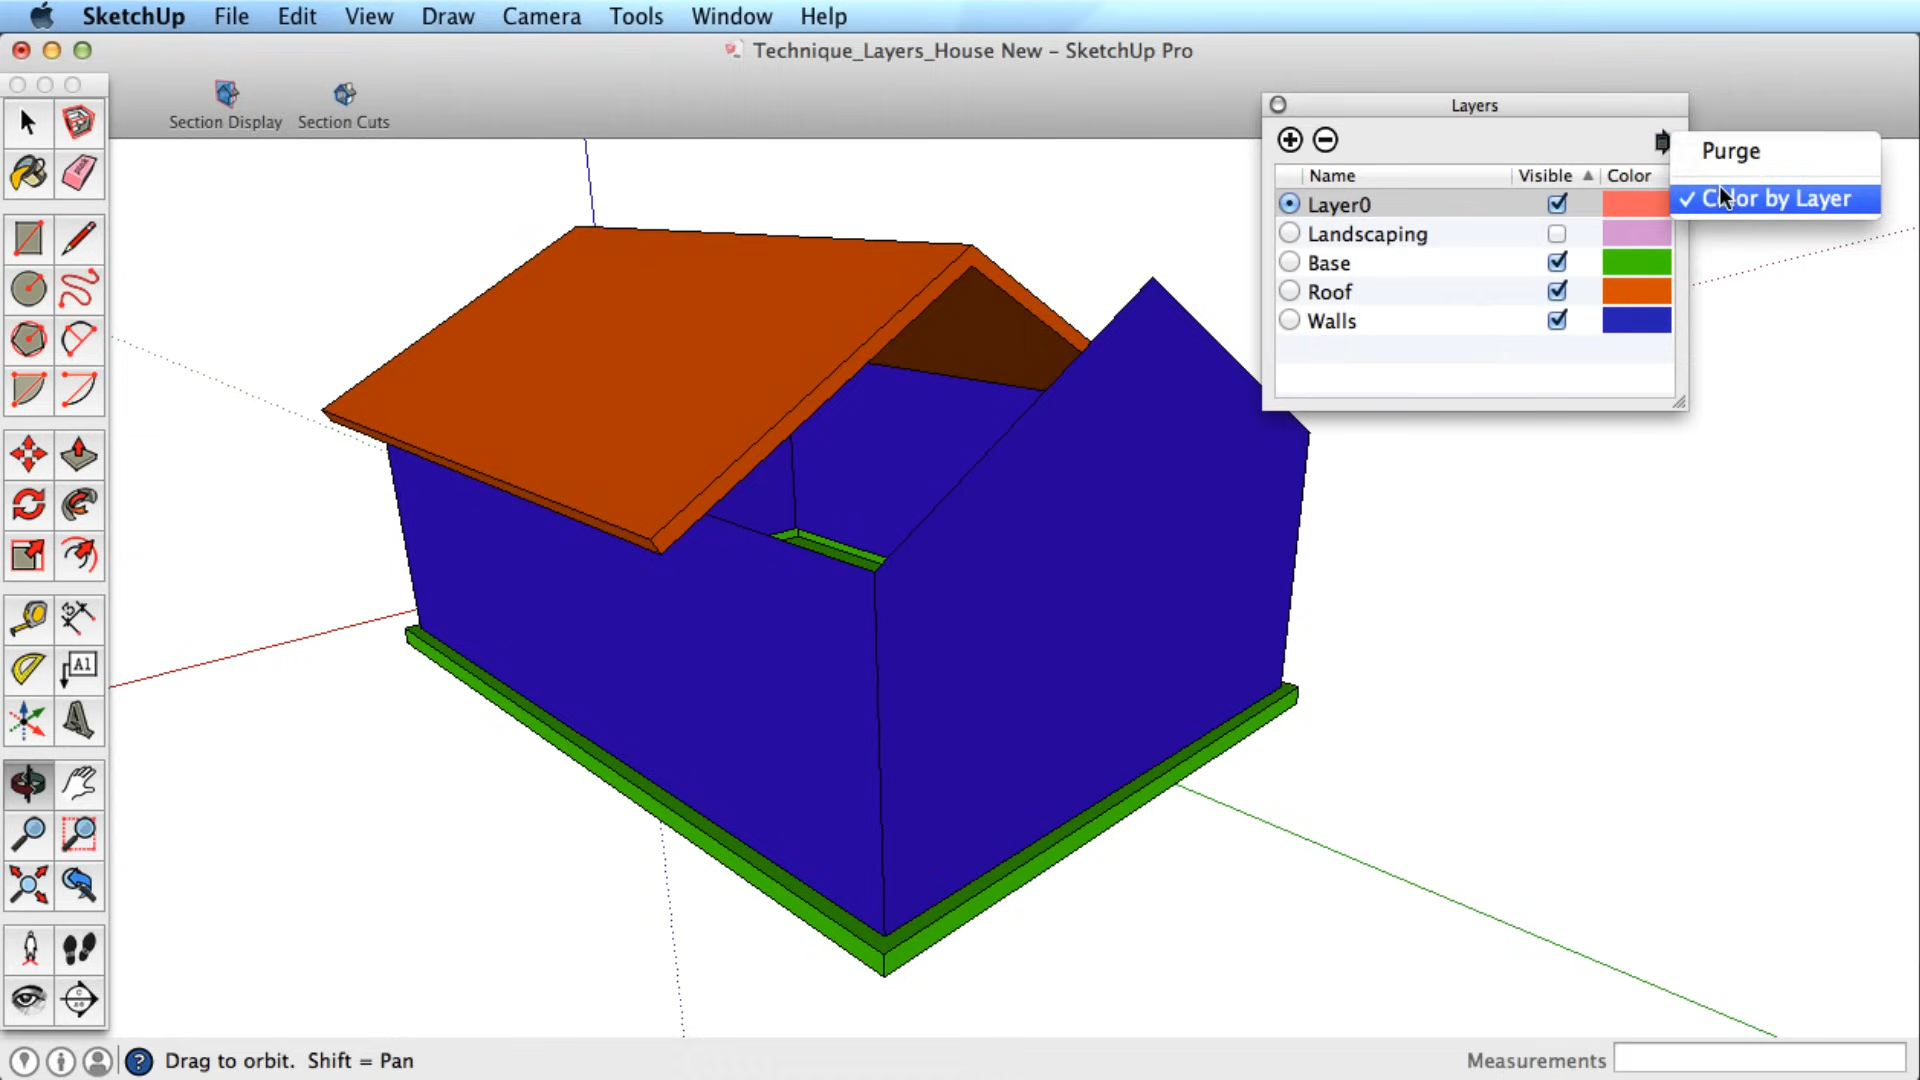 SketchUp File Edit View Draw Camera Tools Window Help
Technique_Layers_House New – SketchUp Pro
Section Display Section Cuts
Layers
Purge
Color by Layer
Name Visible Color
Layer0
Landscaping
Base
Roof
Walls
A1
Drag to orbit. Shift = Pan
Measurements